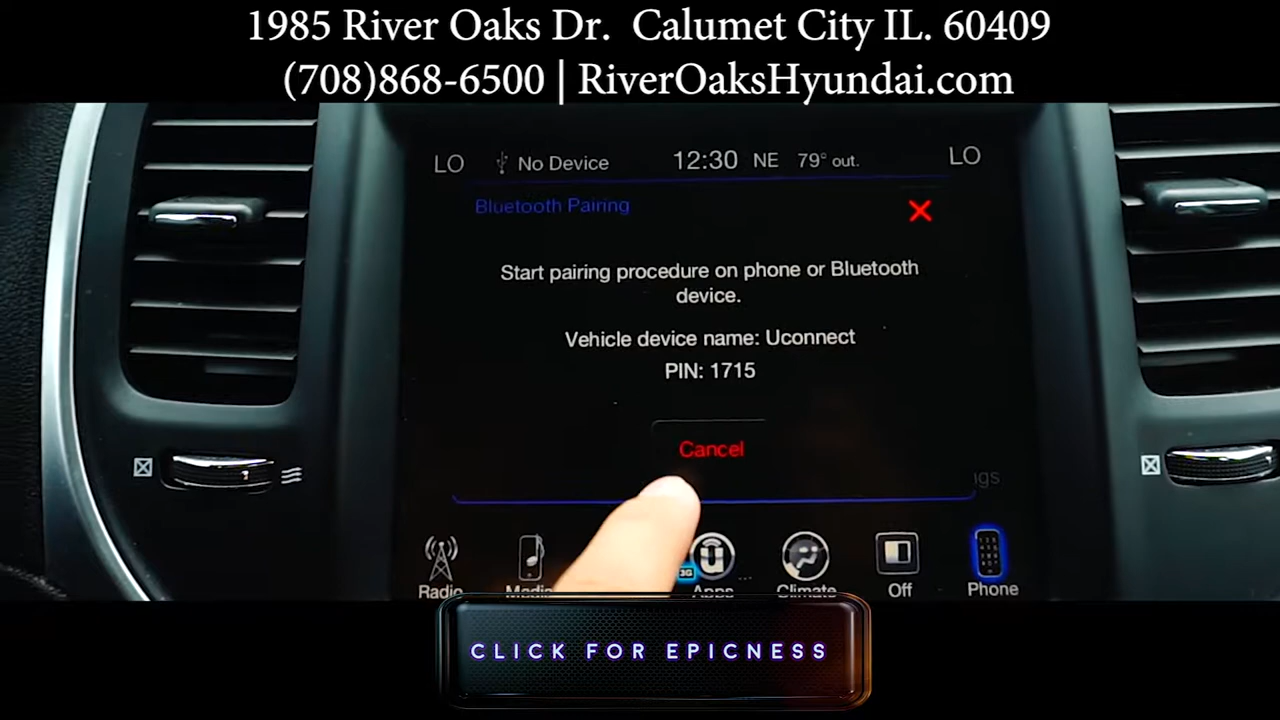 1985 River Oaks Dr. Calumet City IL. 60409
(708)868-6500 | RiverOaksHyundai.com
LO No Device 12:30 NE 79° out. LO
Bluetooth Pairing
Start pairing procedure on phone or Bluetooth
device.
Vehicle device name: Uconnect
PIN: 1715
Cancel
3G
Radio Media Apps Climate Off Phone
CLICK FOR EPICNESS